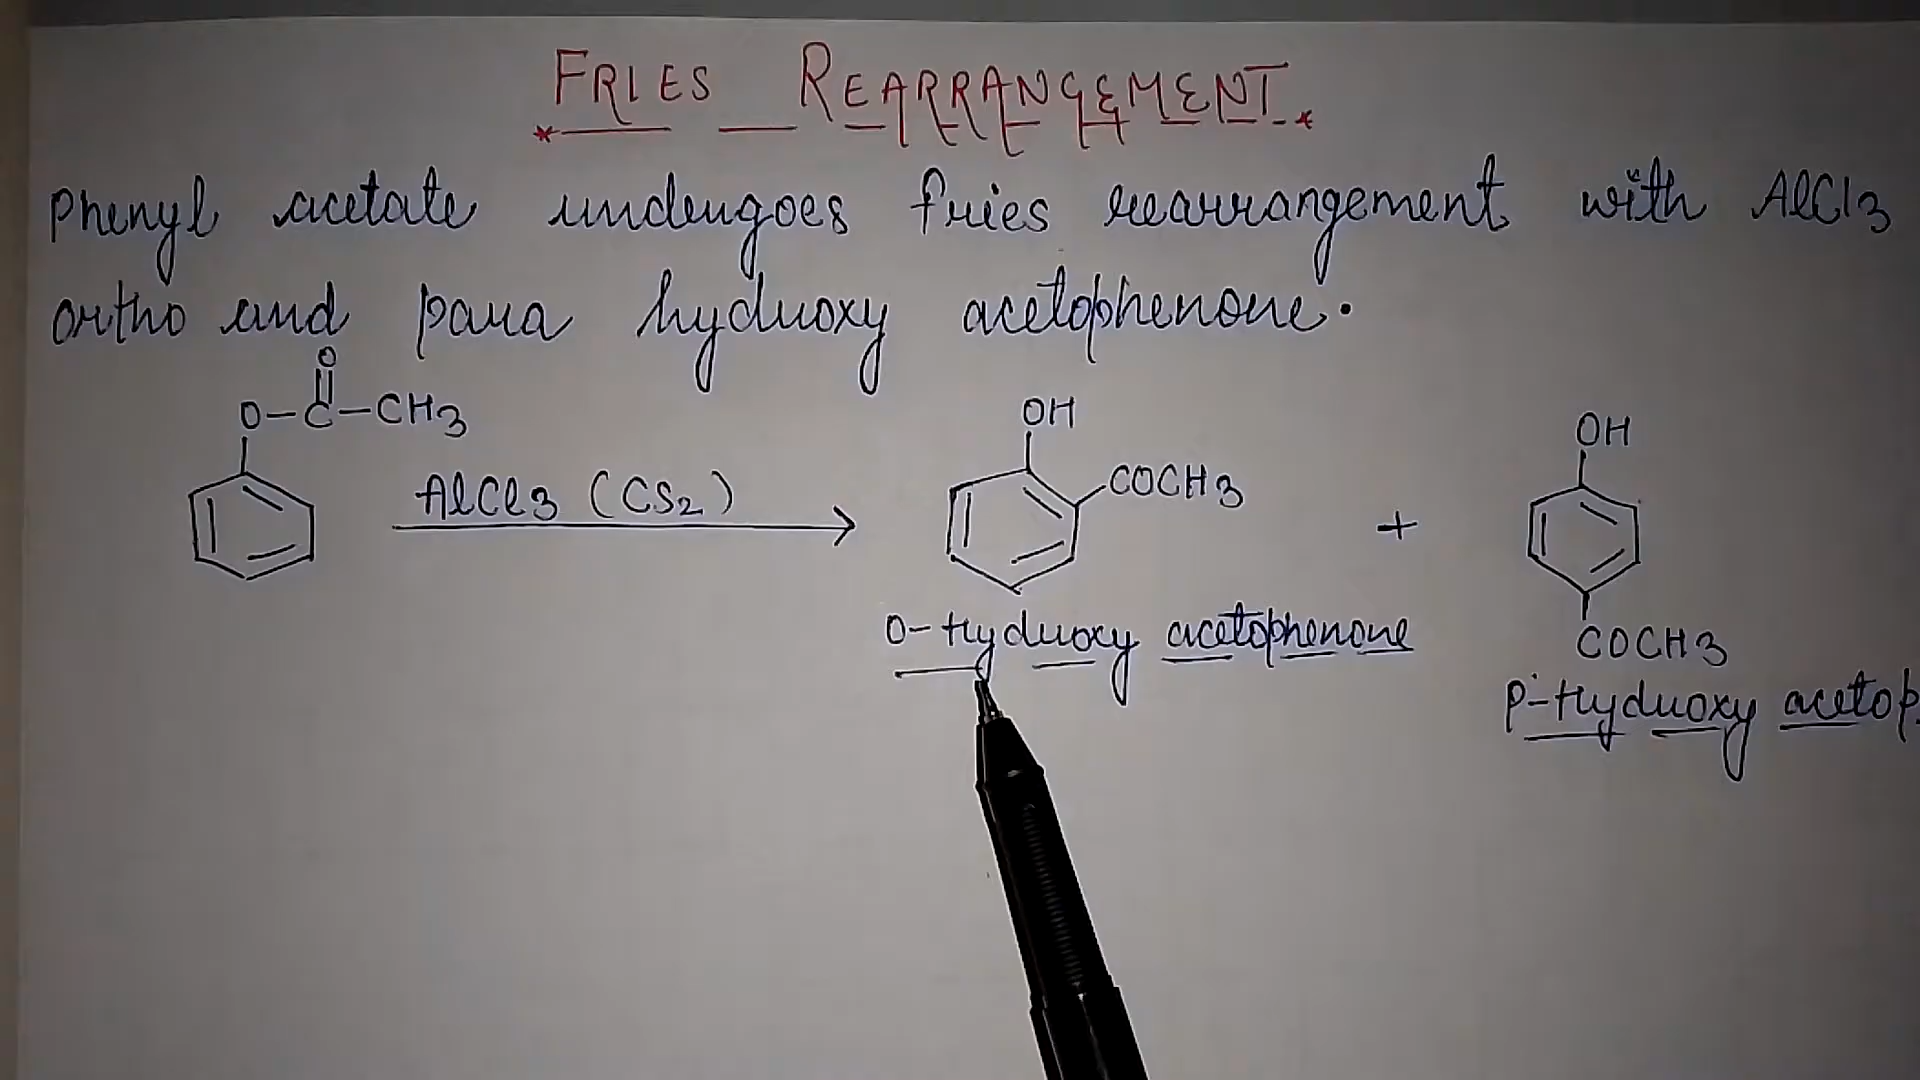 FRIES REARRANGEMENT
Phenyl acetate undergoes fries rearrangement with AlCl3
ortho and para hydroxy acetophenone.
O
O-C-CH3
OH
OH
AlCl3 (CS2)
COCH3
+
O-Hydroxy acetophenone
COCH3
P-Hydroxy acetop